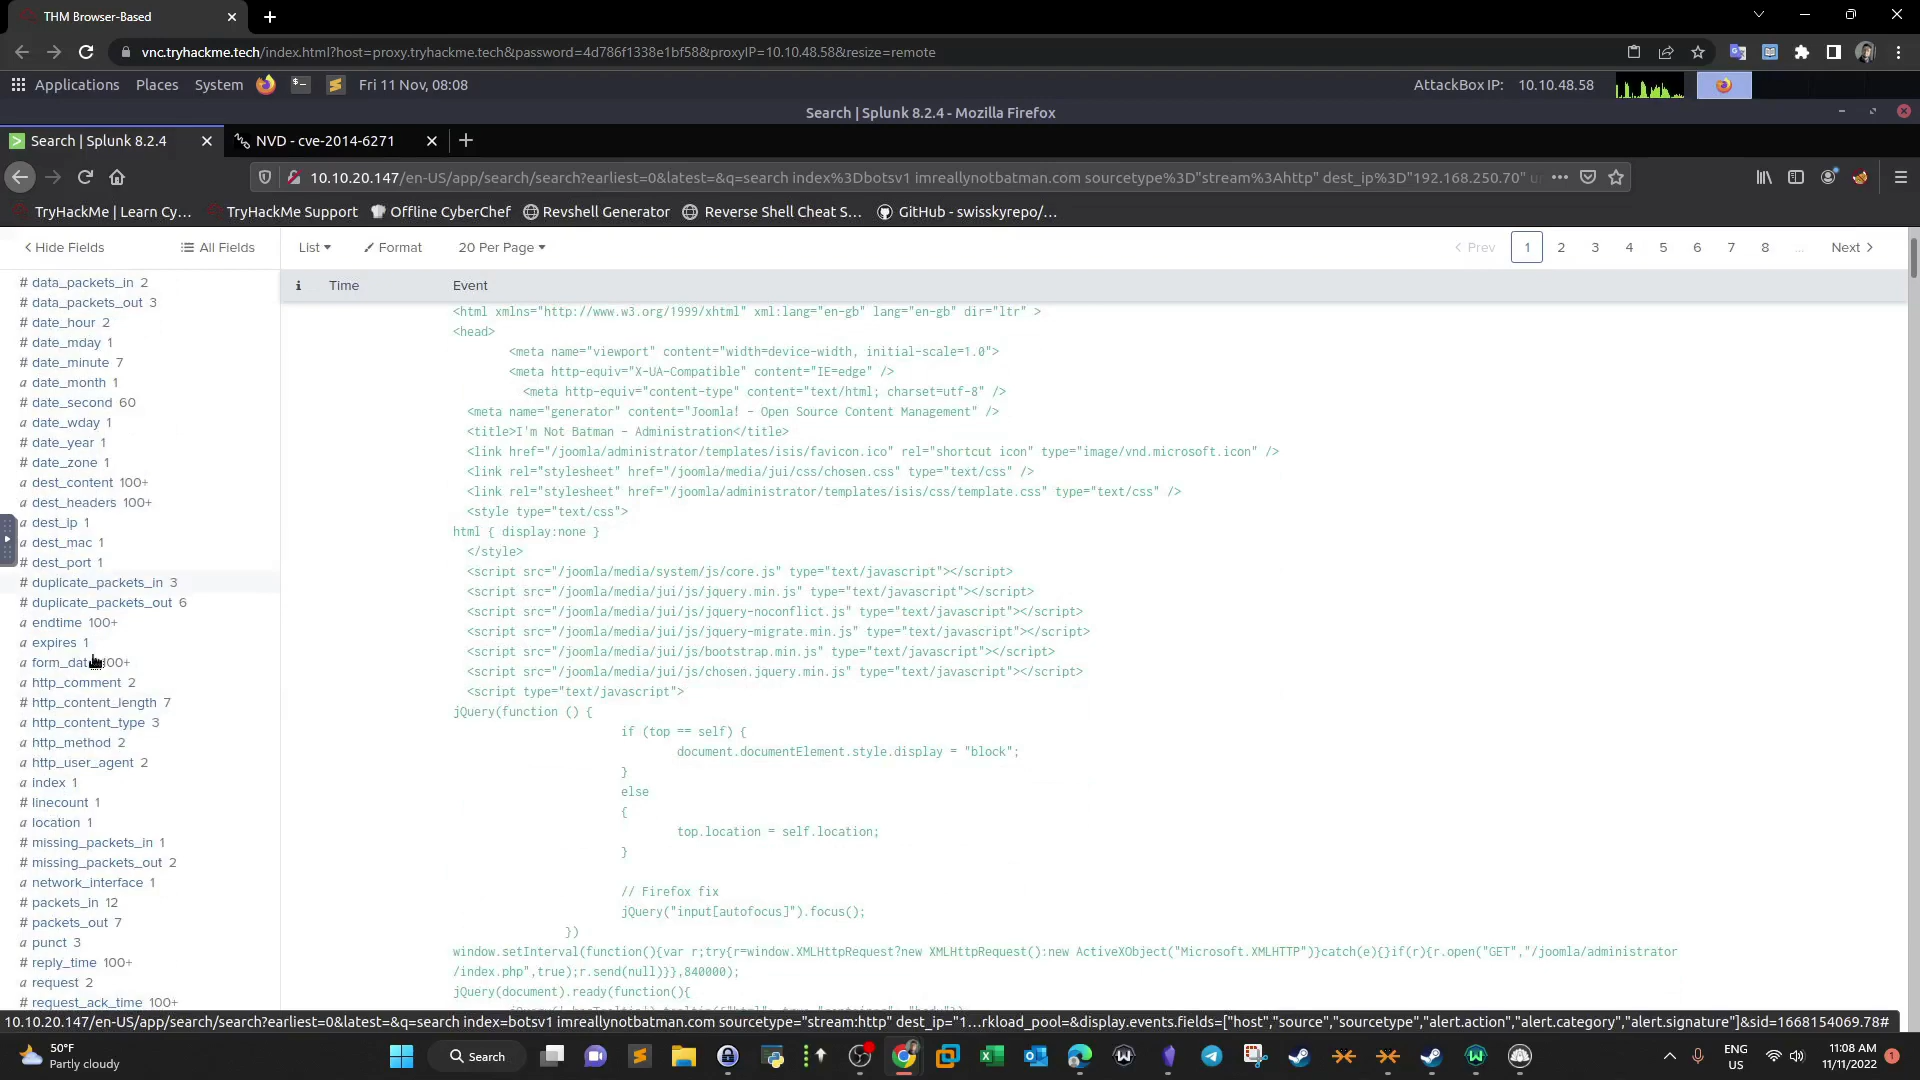 THM Browser-Based
vnc.tryhackme.tech/index.html?host=proxy.tryhackme.tech&password=4d786f1338e1bf58&proxyIP=10.10.48.58&resize=remote
Applications Places System Fri 11 Nov, 08:08 AttackBox IP: 10.10.48.58
Search | Splunk 8.2.4 - Mozilla Firefox
Search | Splunk 8.2.4 NVD - cve-2014-6271
10.10.20.147/en-US/app/search/search?earliest=0&latest=&q=search index%3Dbotsv1 imreallynotbatman.com sourcetype%3D"stream%3Ahttp" dest_ip%3D"192.168.250.70" u
TryHackMe | Learn Cy… TryHackMe Support Offline CyberChef Revshell Generator Reverse Shell Cheat S… GitHub - swisskyrepo/…
Hide Fields All Fields List Format 20 Per Page Prev 1 2 3 4 5 6 7 8 ... Next
i Time Event
# data_packets_in 2
# data_packets_out 3
# date_hour 2
# date_mday 1
# date_minute 7
a date_month 1
# date_second 60
a date_wday 1
# date_year 1
# date_zone 1
a dest_content 100+
a dest_headers 100+
a dest_ip 1
a dest_mac 1
# dest_port 1
# duplicate_packets_in 3
# duplicate_packets_out 6
a endtime 100+
a expires 1
a form_dat 100+
a http_comment 2
# http_content_length 7
a http_content_type 3
a http_method 2
a http_user_agent 2
a index 1
# linecount 1
a location 1
# missing_packets_in 1
# missing_packets_out 2
a network_interface 1
# packets_in 12
# packets_out 7
a punct 3
# reply_time 100+
a request 2
# request_ack_time 100+
<html xmlns="http://www.w3.org/1999/xhtml" xml:lang="en-gb" lang="en-gb" dir="ltr" >
<head>
<meta name="viewport" content="width=device-width, initial-scale=1.0">
<meta http-equiv="X-UA-Compatible" content="IE=edge" />
<meta http-equiv="content-type" content="text/html; charset=utf-8" />
<meta name="generator" content="Joomla! - Open Source Content Management" />
<title>I'm Not Batman - Administration</title>
<link href="/joomla/administrator/templates/isis/favicon.ico" rel="shortcut icon" type="image/vnd.microsoft.icon" />
<link rel="stylesheet" href="/joomla/media/jui/css/chosen.css" type="text/css" />
<link rel="stylesheet" href="/joomla/administrator/templates/isis/css/template.css" type="text/css" />
<style type="text/css">
html { display:none }
</style>
<script src="/joomla/media/system/js/core.js" type="text/javascript"></script>
<script src="/joomla/media/jui/js/jquery.min.js" type="text/javascript"></script>
<script src="/joomla/media/jui/js/jquery-noconflict.js" type="text/javascript"></script>
<script src="/joomla/media/jui/js/jquery-migrate.min.js" type="text/javascript"></script>
<script src="/joomla/media/jui/js/bootstrap.min.js" type="text/javascript"></script>
<script src="/joomla/media/jui/js/chosen.jquery.min.js" type="text/javascript"></script>
<script type="text/javascript">
jQuery(function () {
if (top == self) {
document.documentElement.style.display = "block";
}
else
{
top.location = self.location;
}
// Firefox fix
jQuery("input[autofocus]").focus();
})
window.setInterval(function(){var r;try{r=window.XMLHttpRequest?new XMLHttpRequest():new ActiveXObject("Microsoft.XMLHTTP")}catch(e){}if(r){r.open("GET","/joomla/administrator
/index.php",true);r.send(null)}},840000);
jQuery(document).ready(function(){
10.10.20.147/en-US/app/search/search?earliest=0&latest=&q=search index=botsv1 imreallynotbatman.com sourcetype="stream:http" dest_ip="1…rkload_pool=&display.events.fields=["host","source","sourcetype","alert.action","alert.category","alert.signature"]&sid=1668154069.78#
50°F
Partly cloudy
Search
ENG
US
11:08 AM
11/11/2022
1